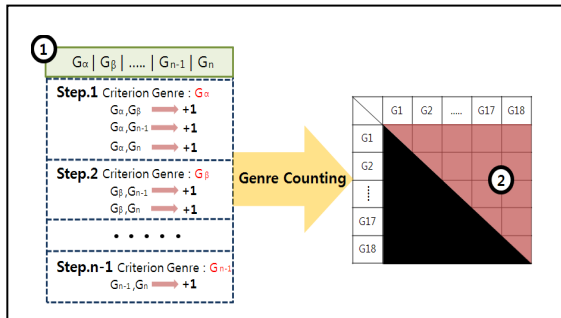 1
Gα | Gβ | ..... | Gn-1 | Gn
Step.1 Criterion Genre : Gα
Gα,Gβ +1
Gα,Gn-1 +1
Gα,Gn +1
Step.2 Criterion Genre : Gβ
Gβ,Gn-1 +1
Gβ,Gn +1
. . . . .
Step.n-1 Criterion Genre : Gn-1
Gn-1,Gn +1
Genre Counting
G1 G2 ..... G17 G18
G1
G2
2
G17
G18